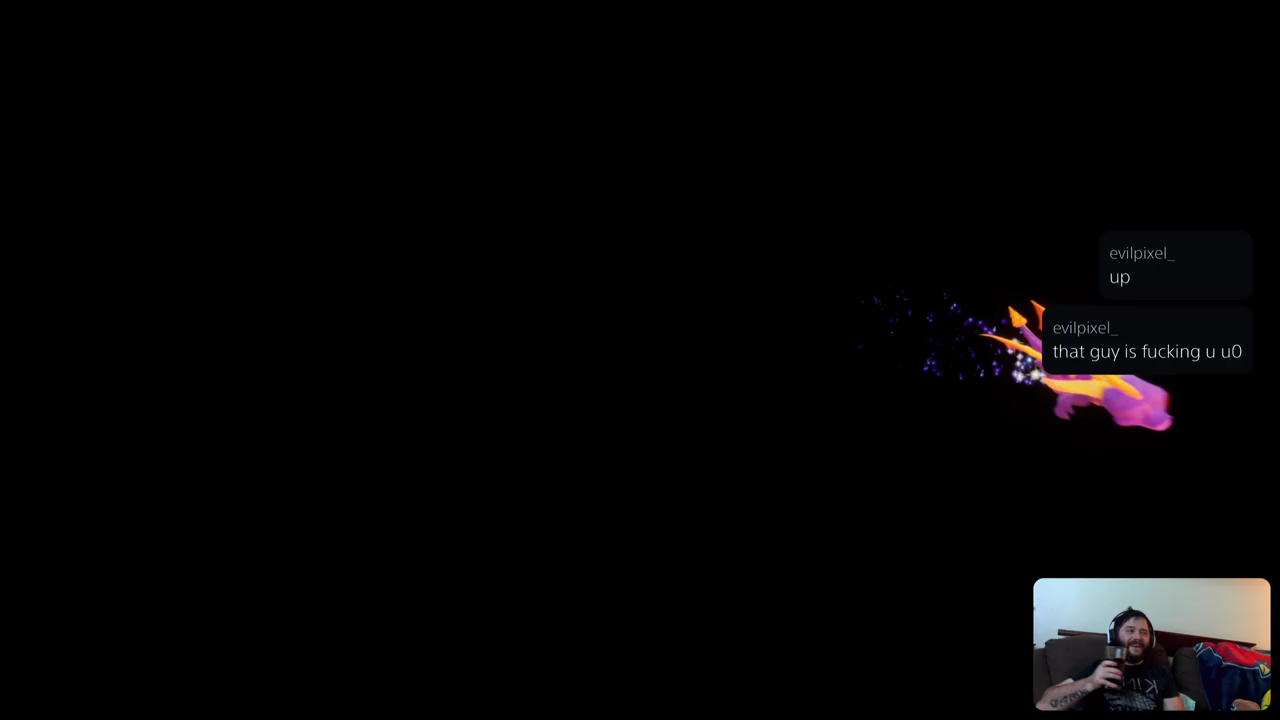 evilpixel_
up
evilpixel_
that guy is fucking u u0